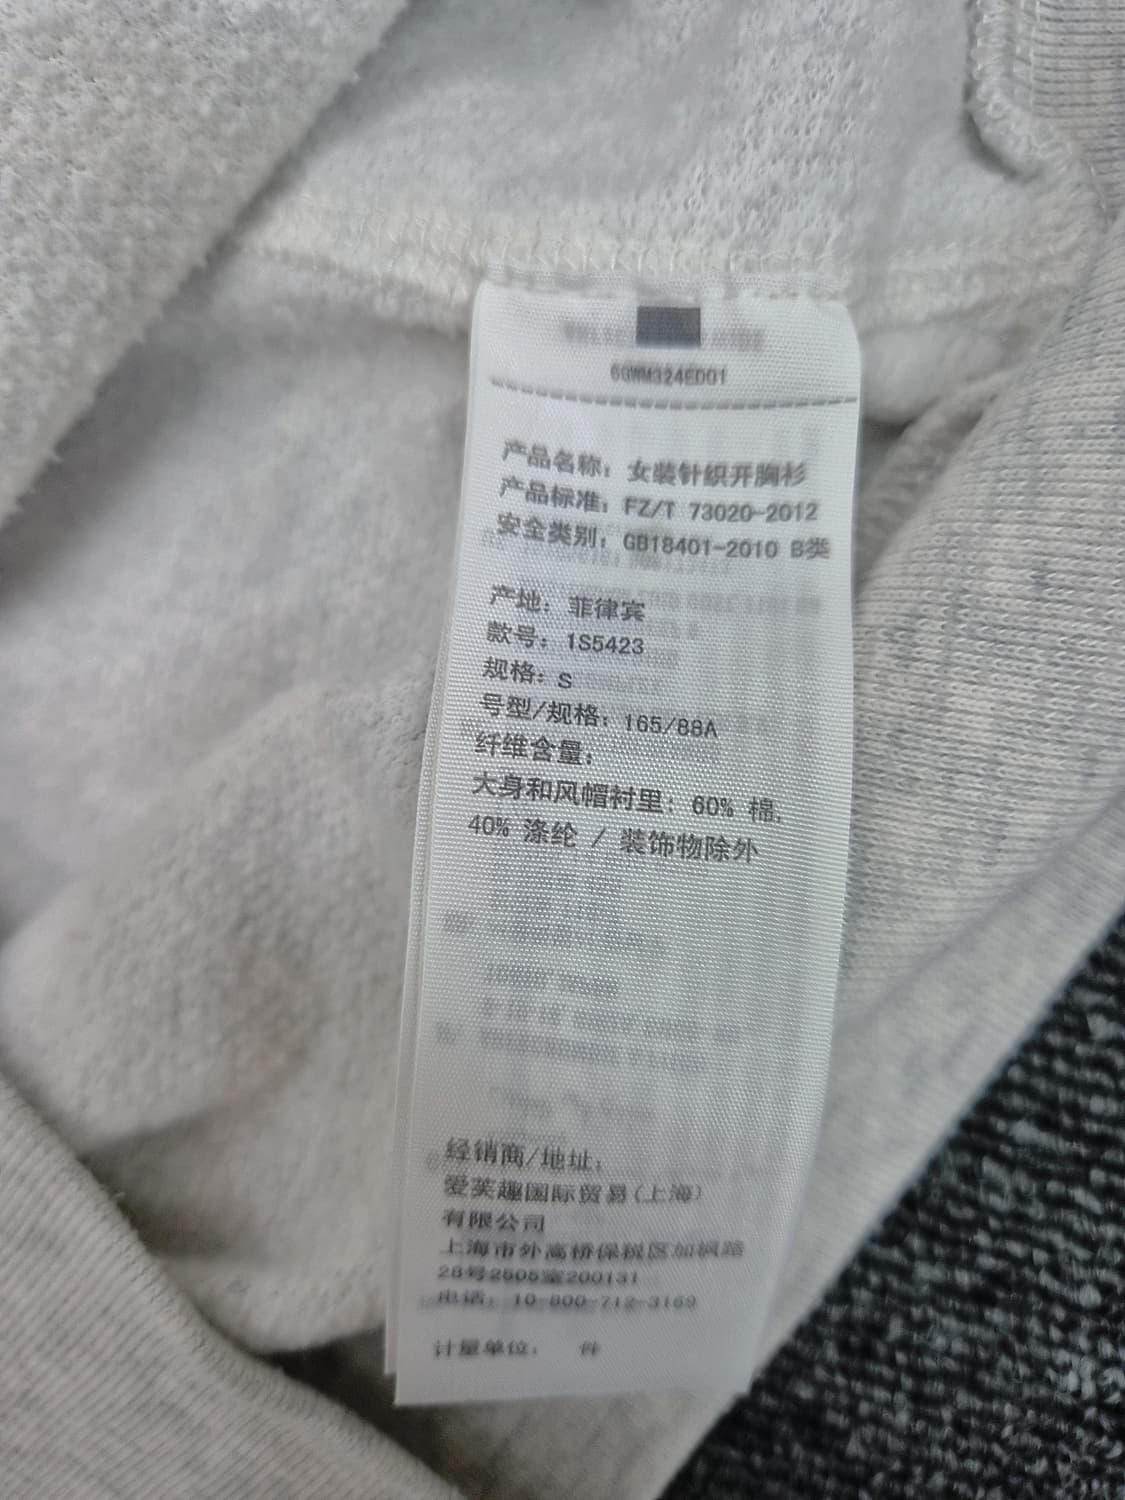 6GWM324ED01
产品名称：女装针织开胸衫
产品标准：FZ/T 73020-2012
安全类别：GB18401-2010 B类
产地：菲律宾
款号：1S5423
规格：S
号型/规格：165/88A
纤维含量：
大身和风帽衬里：60% 棉,
40% 涤纶 / 装饰物除外
经销商/地址：
爱芙趣国际贸易(上海)
有限公司
上海市外高桥保税区加枫路
28号2505室200131
电话：10-800-712-3169
计量单位： 件